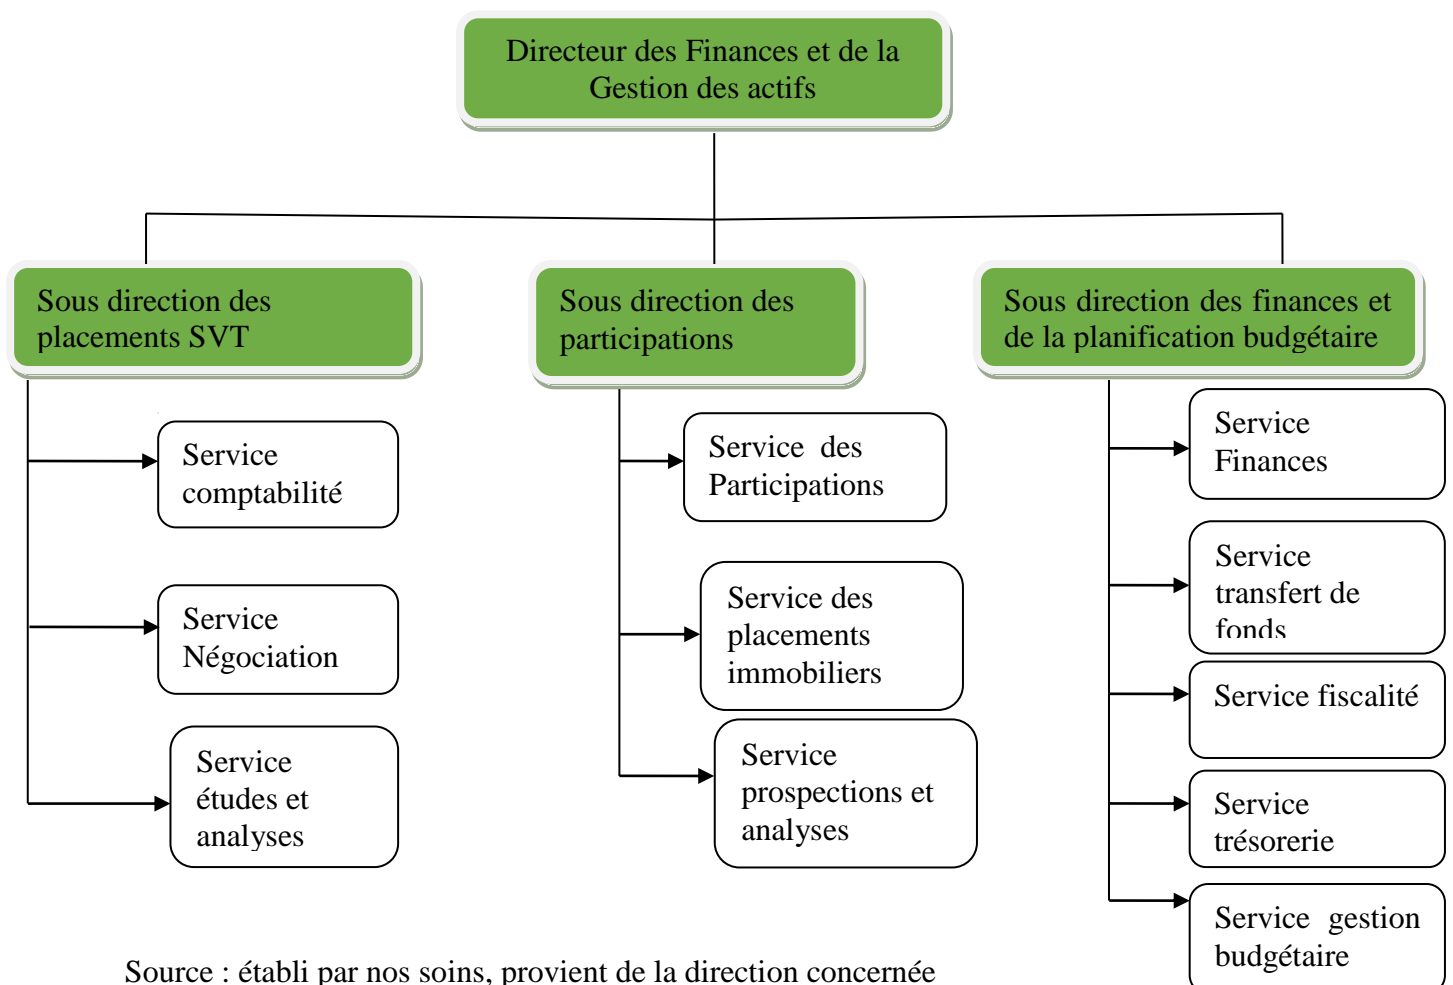 Directeur des Finances et de la
Gestion des actifs
Sous direction des
placements SVT
Sous direction des
participations
Sous direction des finances et
de la planification budgétaire
Service
comptabilité
Service
Négociation
Service
études et
analyses
Service des
Participations
Service des
placements
immobiliers
Service
prospections et
analyses
Service
Finances
Service
transfert de
fonds
Service fiscalité
Service
trésorerie
Service gestion
budgétaire
Source : établi par nos soins, provient de la direction concernée